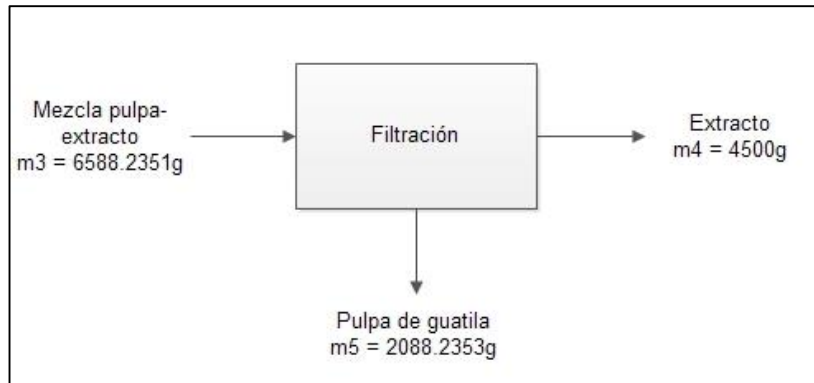 Mezcla pulpa-
extracto
m3 = 6588.2351g
Filtración
Extracto
m4 = 4500g
Pulpa de guatila
m5 = 2088.2353g